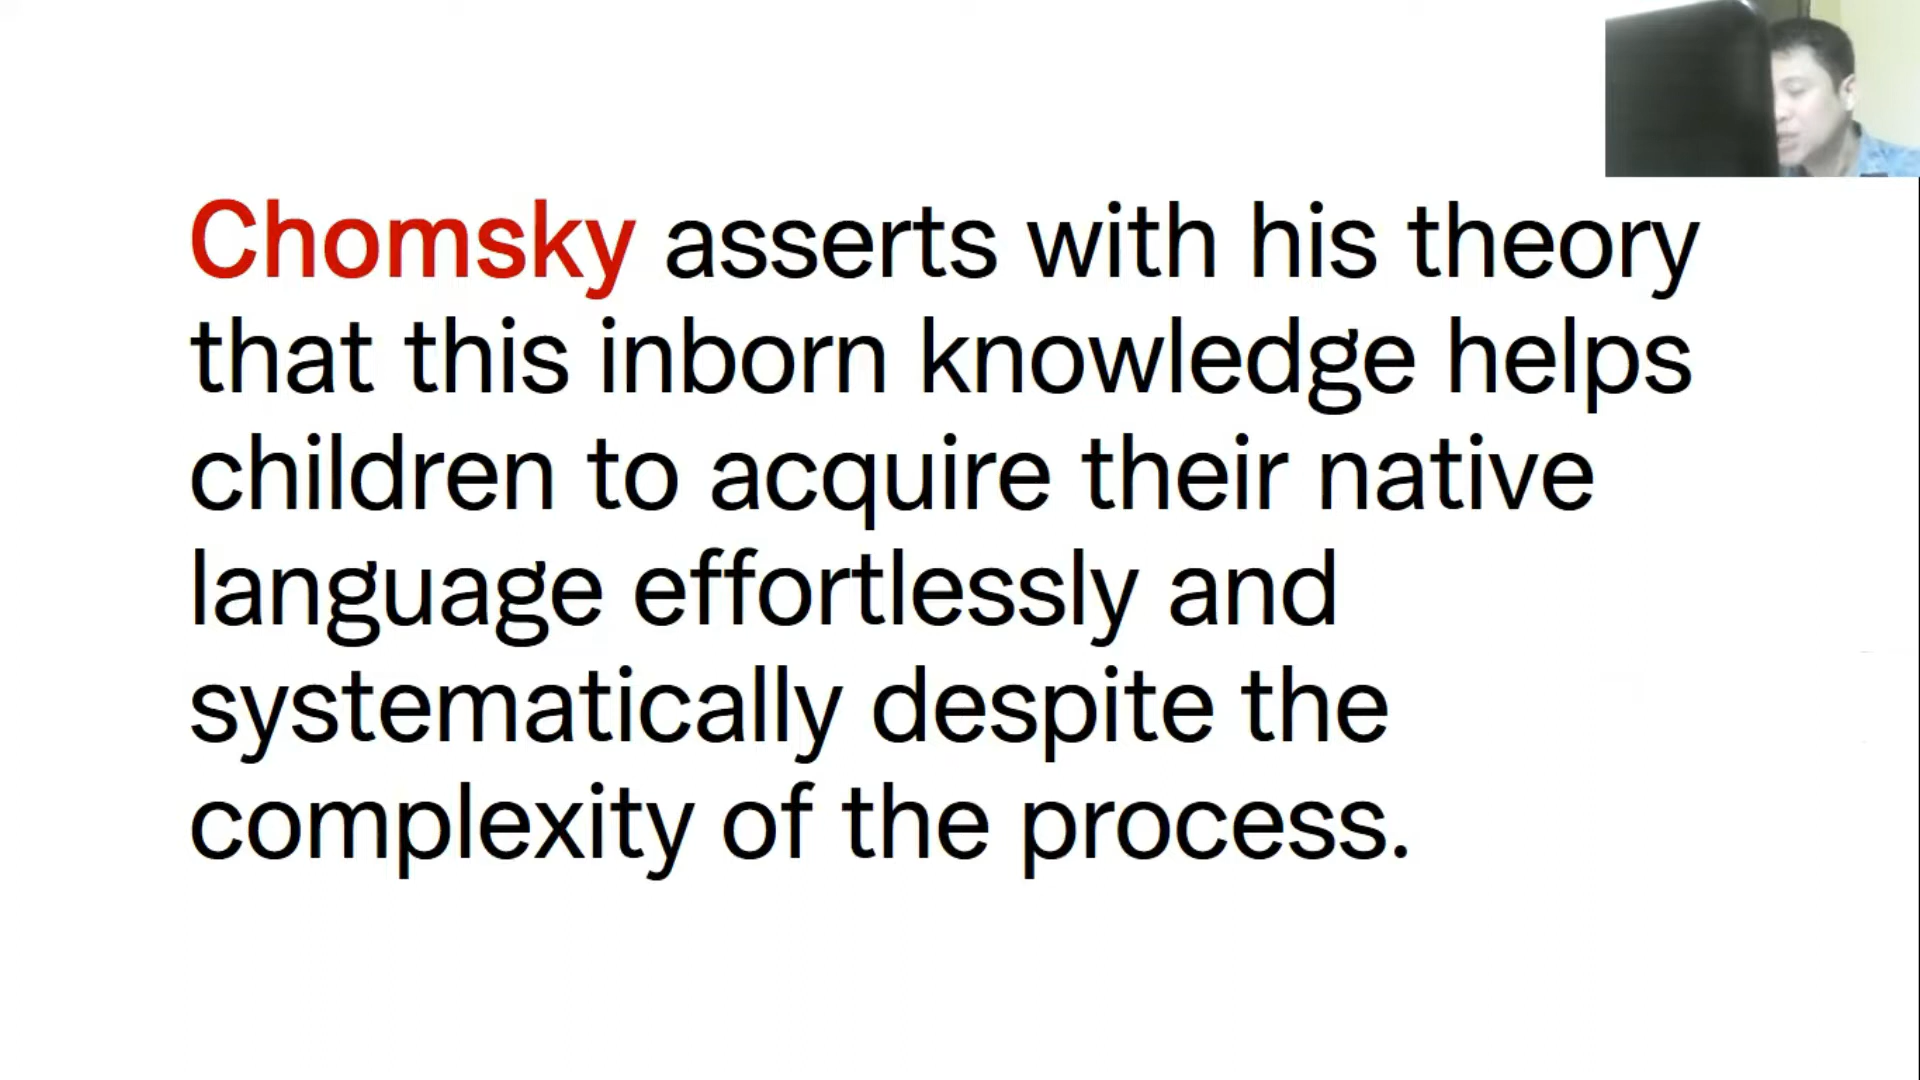 Chomsky asserts with his theory
that this inborn knowledge helps
children to acquire their native
language effortlessly and
systematically despite the
complexity of the process.